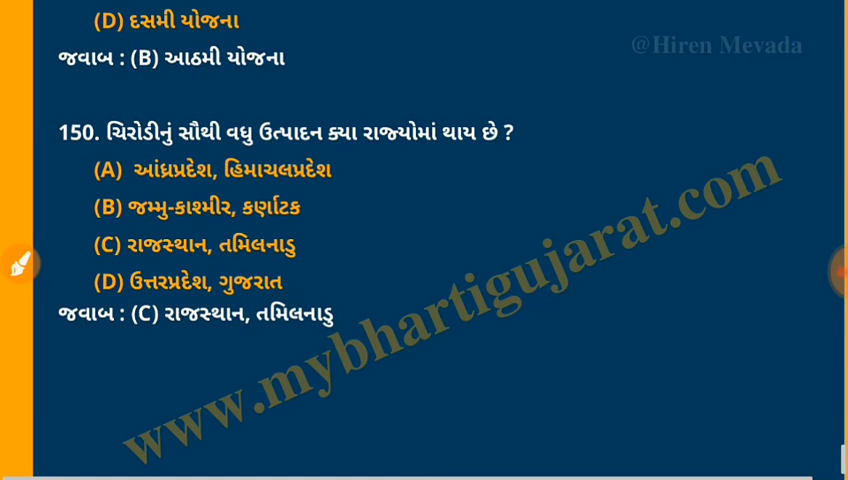 (D) દસમી યોજના
જવાબ : (B) આઠમી યોજના
@Hiren Mevada
150. ચિરોડીનું સૌથી વધુ ઉત્પાદન ક્યા રાજ્યોમાં થાય છે ?
(A) આંધ્રપ્રદેશ, હિમાચલપ્રદેશ
(B) જમ્મુ-કાશ્મીર, કર્ણાટક
(C) રાજસ્થાન, તમિલનાડુ
(D) ઉત્તરપ્રદેશ, ગુજરાત
જવાબ : (C) રાજસ્થાન, તમિલનાડુ
www.mybhartigujarat.com